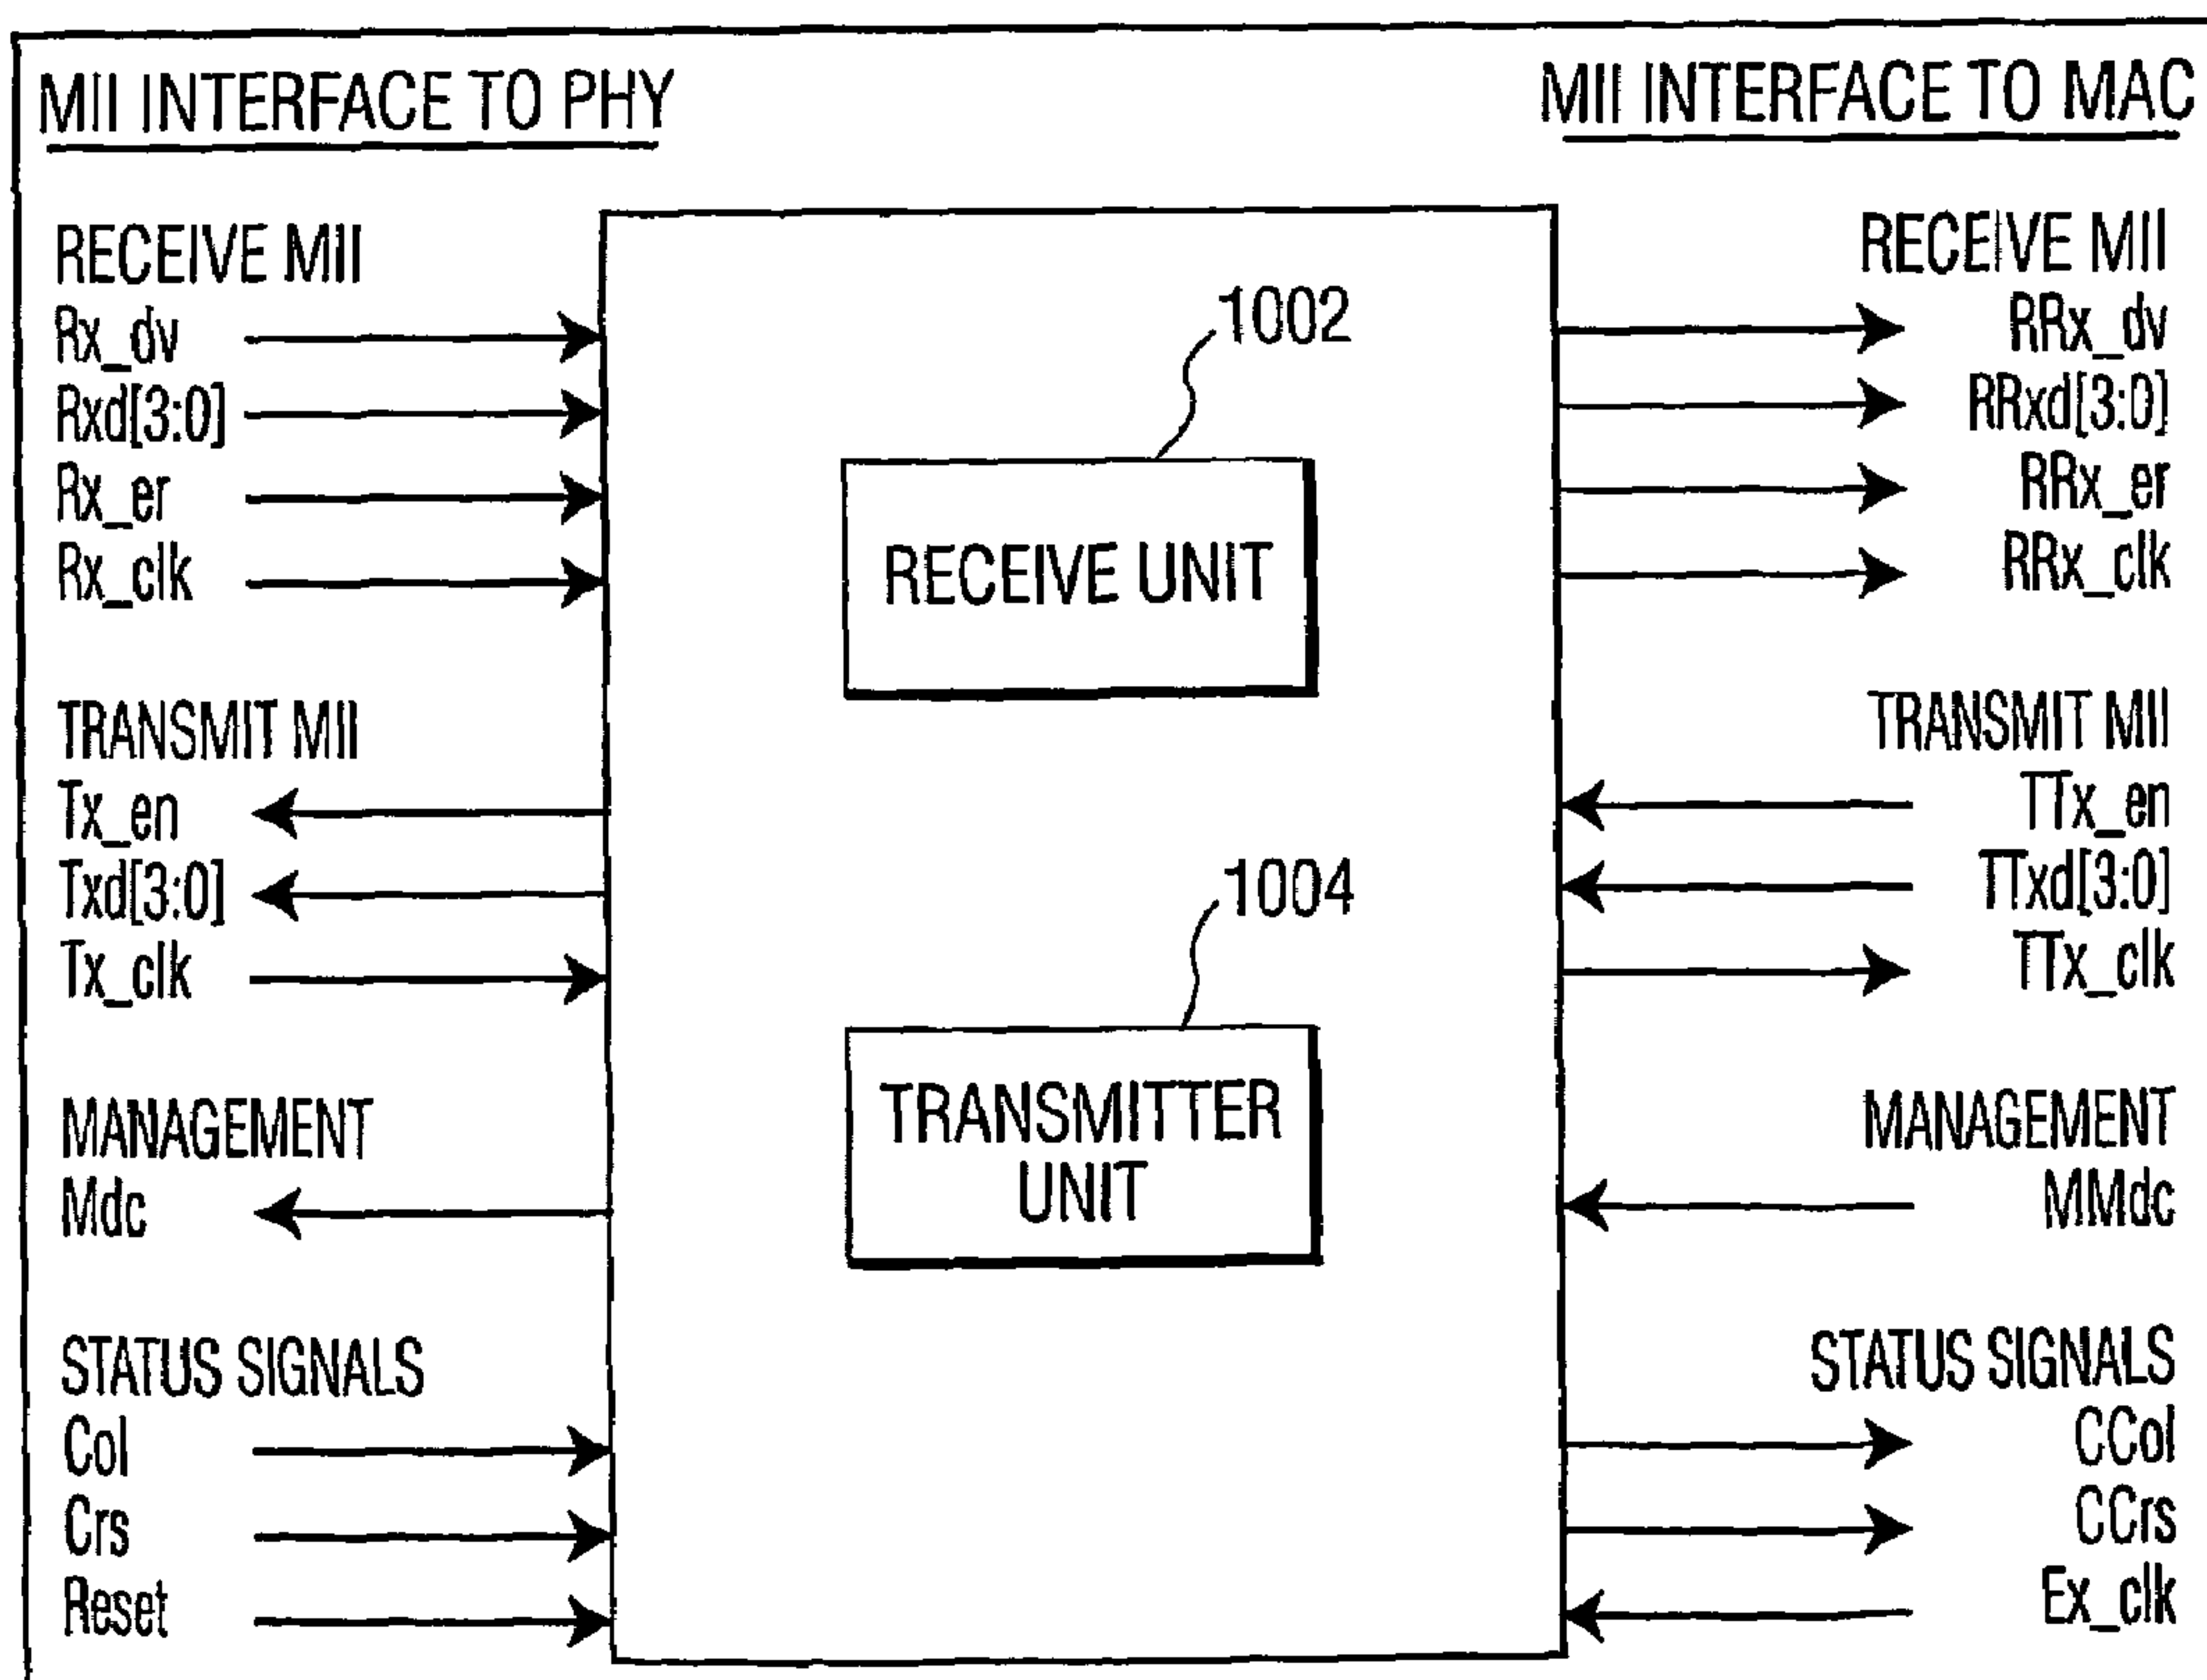 MII INTERFACE TO PHY
MII INTERFACE TO MAC
RECEIVE MII
Rx_dv
Rxd[3:0]
Rx_er
Rx_clk
TRANSMIT MII
Tx_en
Txd[3:0]
Tx_clk
MANAGEMENT
Mdc
STATUS SIGNALS
Col
Crs
Reset
1002
RECEIVE UNIT
1004
TRANSMITTER
UNIT
RECEIVE MII
RRx_dv
RRxd[3:0]
RRx_er
RRx_clk
TRANSMIT MII
TTx_en
TTxd[3:0]
TTx_clk
MANAGEMENT
MMdc
STATUS SIGNALS
CCol
CCrs
Ex_clk